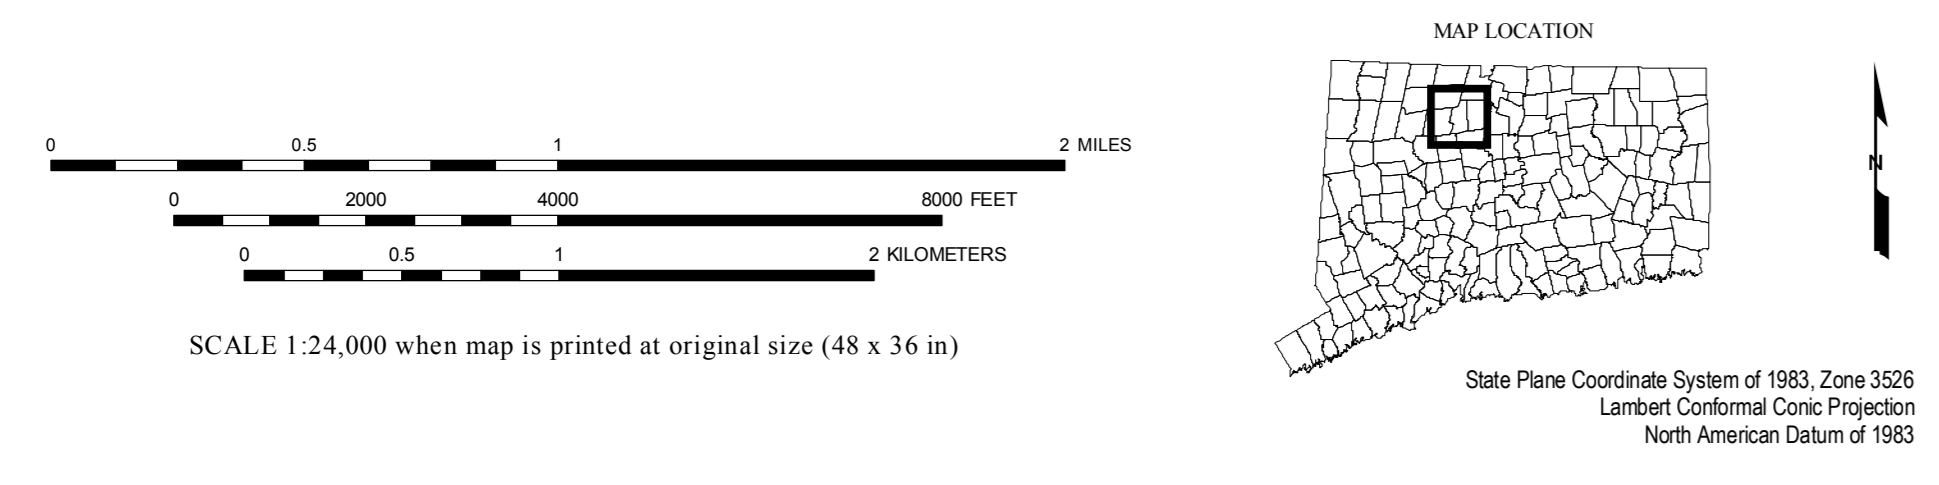 MAP LOCATION
0 0.5 1 2 MILES
0 2000 4000 8000 FEET
0 0.5 1 2 KILOMETERS
SCALE 1:24,000 when map is printed at original size (48 x 36 in)
N
State Plane Coordinate System of 1983, Zone 3526
Lambert Conformal Conic Projection
North American Datum of 1983